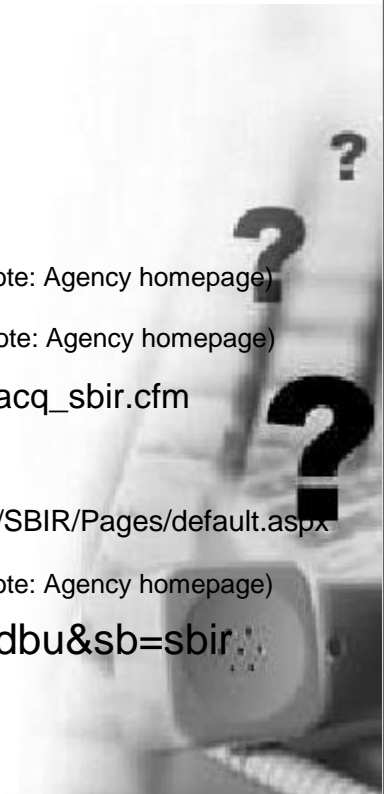 ?
?
ote: Agency homepage)
ote: Agency homepage)
acq_sbir.cfm
?
/SBIR/Pages/default.aspx
ote: Agency homepage)
dbu&sb=sbir